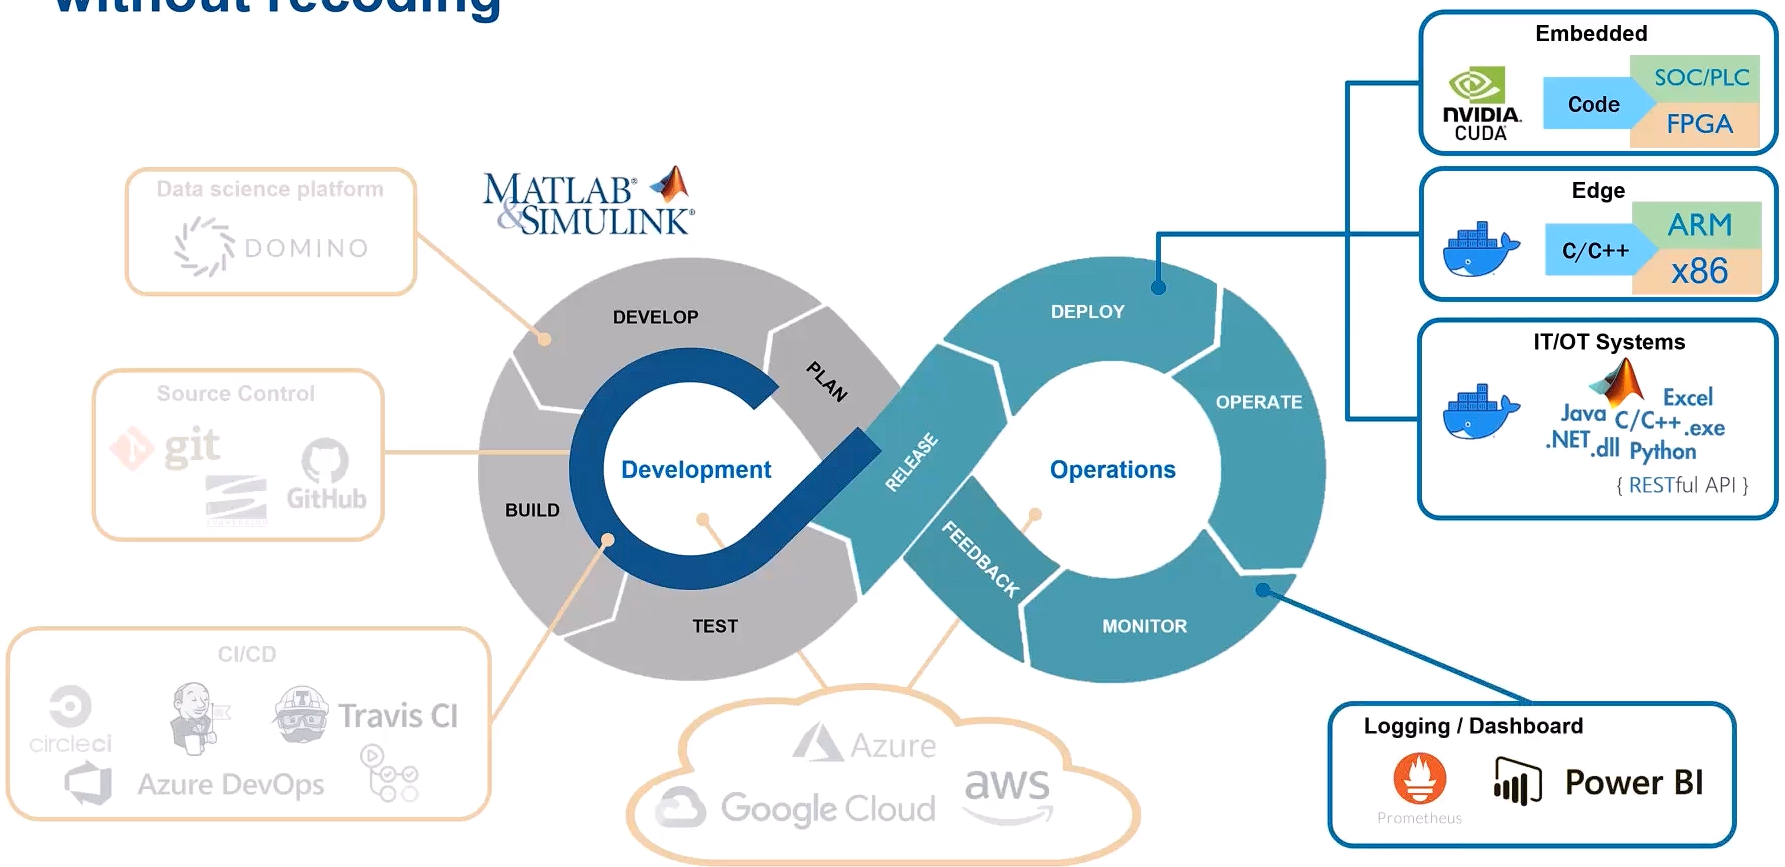 without recoding
Embedded
NVIDIA.
CUDA
Code
SOC/PLC
FPGA
Data science platform
DOMINO
MATLAB®
&SIMULINK®
Edge
C/C++
ARM
x86
DEVELOP
PLAN
DEPLOY
OPERATE
IT/OT Systems
Excel
Java C/C++ .exe
.NET .dll Python
{ RESTful API }
Source Control
git
GitHub
SUBVERSION
Development
RELEASE
Operations
BUILD
FEEDBACK
TEST
MONITOR
CI/CD
circleci
T
Travis CI
Azure DevOps
Azure
Google Cloud
aws
Logging / Dashboard
Prometheus
Power BI